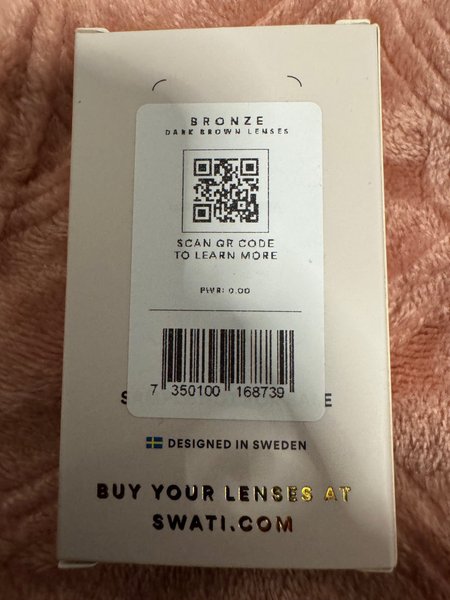 BRONZE
DARK BROWN LENSES
SCAN QR CODE
TO LEARN MORE
PWR: 0.00
7 350100 168739
DESIGNED IN SWEDEN
BUY YOUR LENSES AT
SWATI.COM